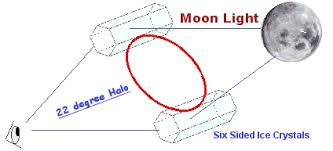 Moon Light
22 degree Halo
Six Sided Ice Crystals